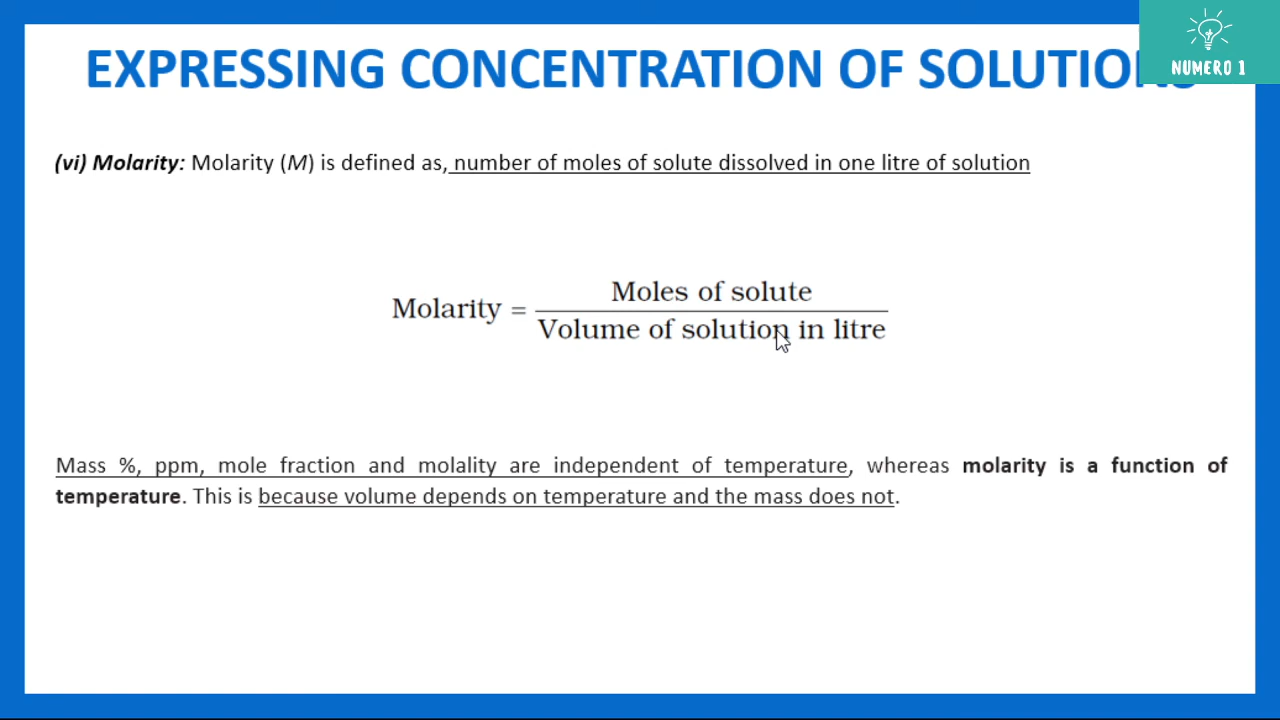 EXPRESSING CONCENTRATION OF SOLUTIONS
NUMERO 1
(vi) Molarity: Molarity (M) is defined as, number of moles of solute dissolved in one litre of solution
Molarity = Moles of solute
Volume of solution in litre
Mass %, ppm, mole fraction and molality are independent of temperature, whereas molarity is a function of
temperature. This is because volume depends on temperature and the mass does not.